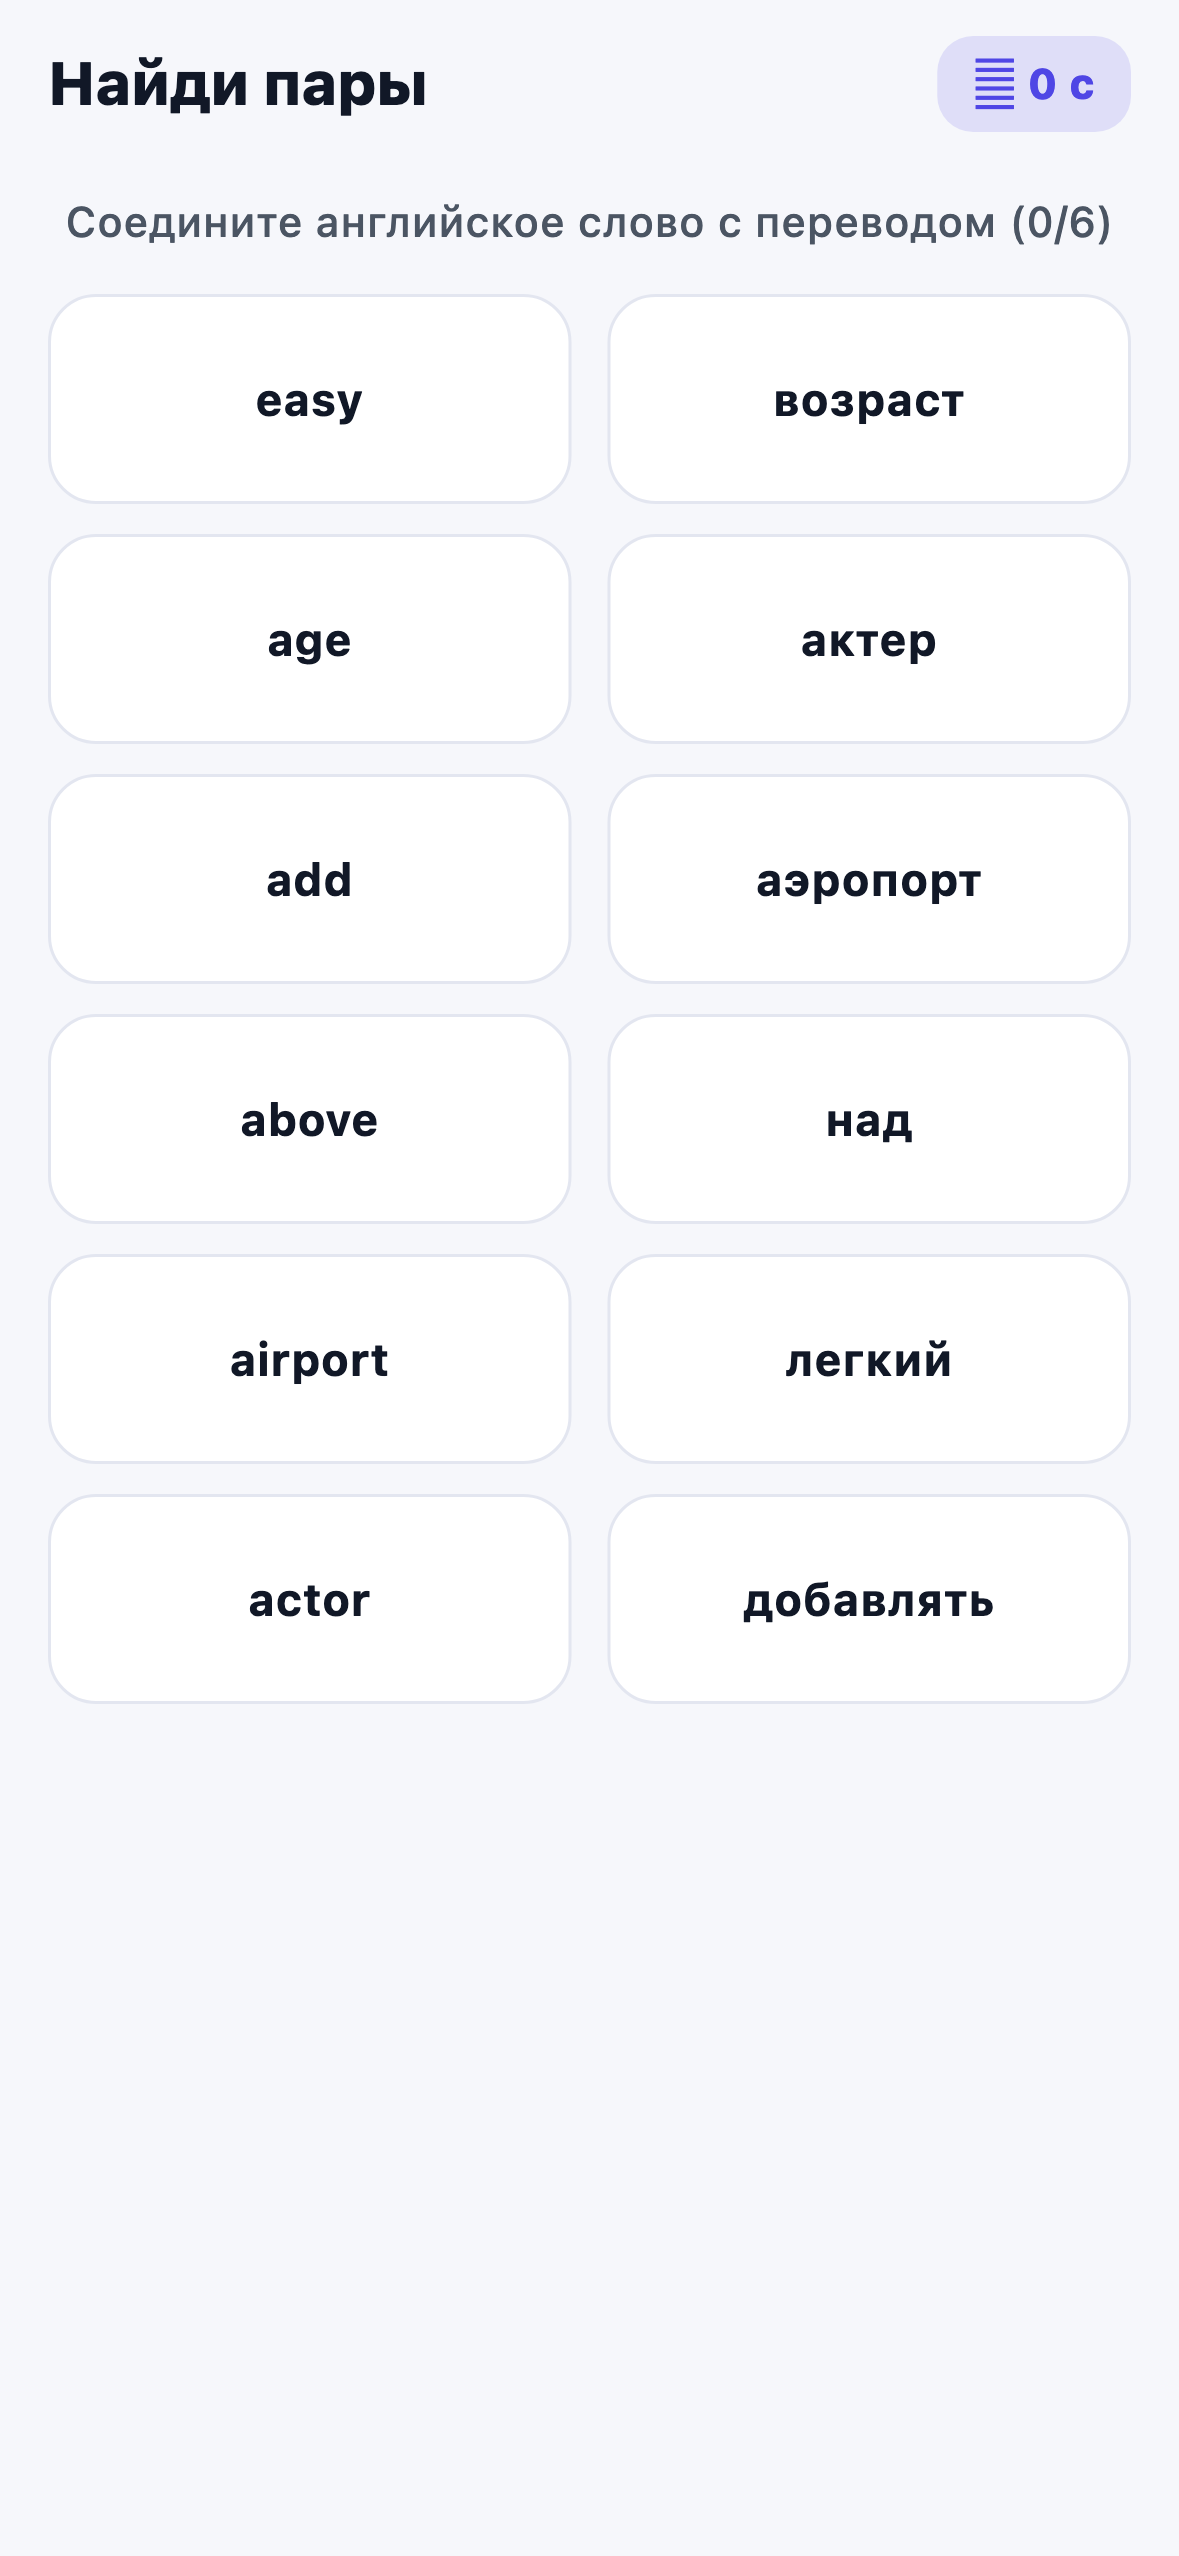 Найди пары
0 с
Соедините английское слово с переводом (0/6)
easy
возраст
age
актер
add
аэропорт
above
над
airport
легкий
actor
добавлять